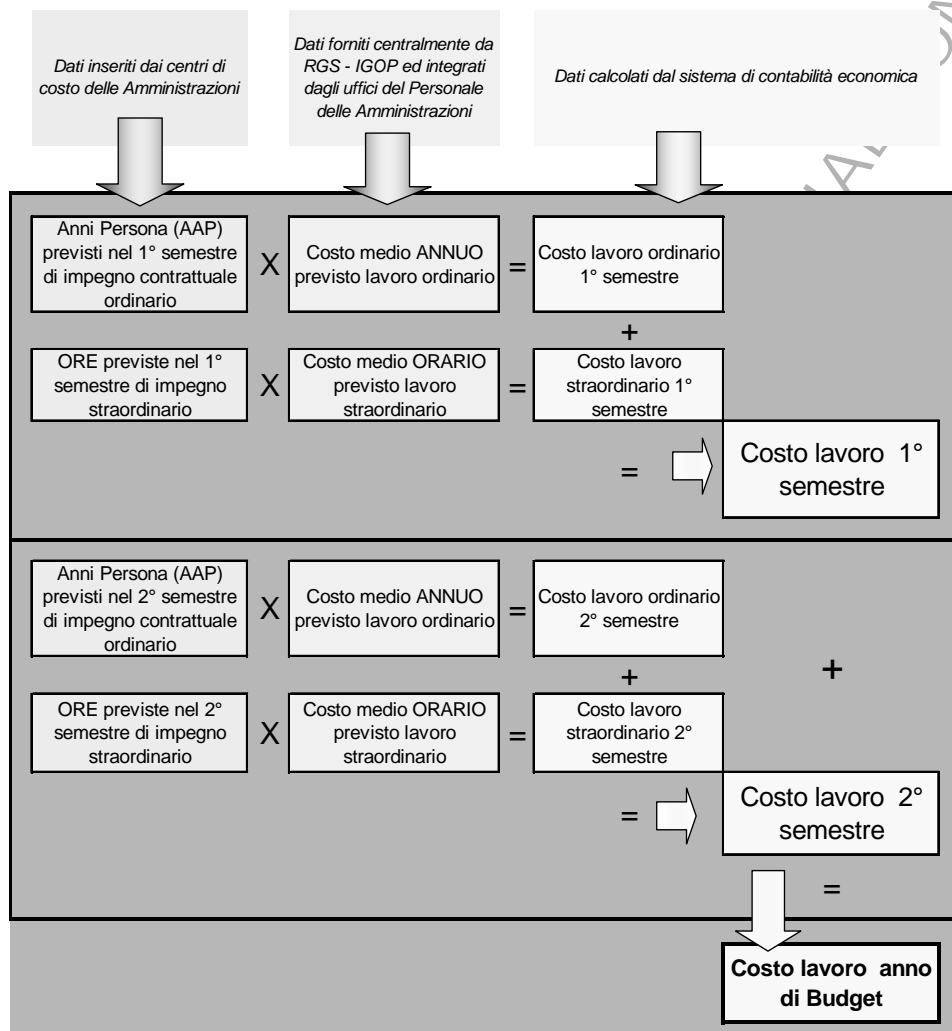 Dati inseriti dai centri di
costo delle Amministrazioni
Dati forniti centralmente da
RGS - IGOP ed integrati
dagli uffici del Personale
delle Amministrazioni
Dati calcolati dal sistema di contabilità economica
Anni Persona (AAP)
previsti nel 1° semestre
di impegno contrattuale
ordinario
X
Costo medio ANNUO
previsto lavoro ordinario
=
Costo lavoro ordinario
1° semestre
+
ORE previste nel 1°
semestre di impegno
straordinario
X
Costo medio ORARIO
previsto lavoro
straordinario
=
Costo lavoro
straordinario 1°
semestre
=
Costo lavoro 1°
semestre
Anni Persona (AAP)
previsti nel 2° semestre
di impegno contrattuale
ordinario
X
Costo medio ANNUO
previsto lavoro ordinario
=
Costo lavoro ordinario
2° semestre
+
+
ORE previste nel 2°
semestre di impegno
straordinario
X
Costo medio ORARIO
previsto lavoro
straordinario
=
Costo lavoro
straordinario 2°
semestre
=
Costo lavoro 2°
semestre
=
Costo lavoro anno
di Budget